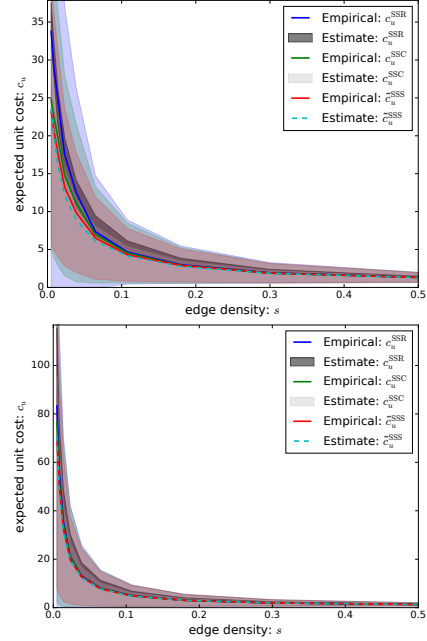 40
35
30
25
20
15
10
5
0
0.0 0.1 0.2 0.3 0.4 0.5
expected unit cost: c_u
edge density: s
Empirical: c_u^SSR
Estimate: c_u^SSR
Empirical: c_u^SSC
Estimate: c_u^SSC
Empirical: c̃_u^SSS
Estimate: c̃_u^SSS
100
80
60
40
20
0
0.0 0.1 0.2 0.3 0.4 0.5
expected unit cost: c_u
edge density: s
Empirical: c_u^SSR
Estimate: c_u^SSR
Empirical: c_u^SSC
Estimate: c_u^SSC
Empirical: c̃_u^SSS
Estimate: c̃_u^SSS